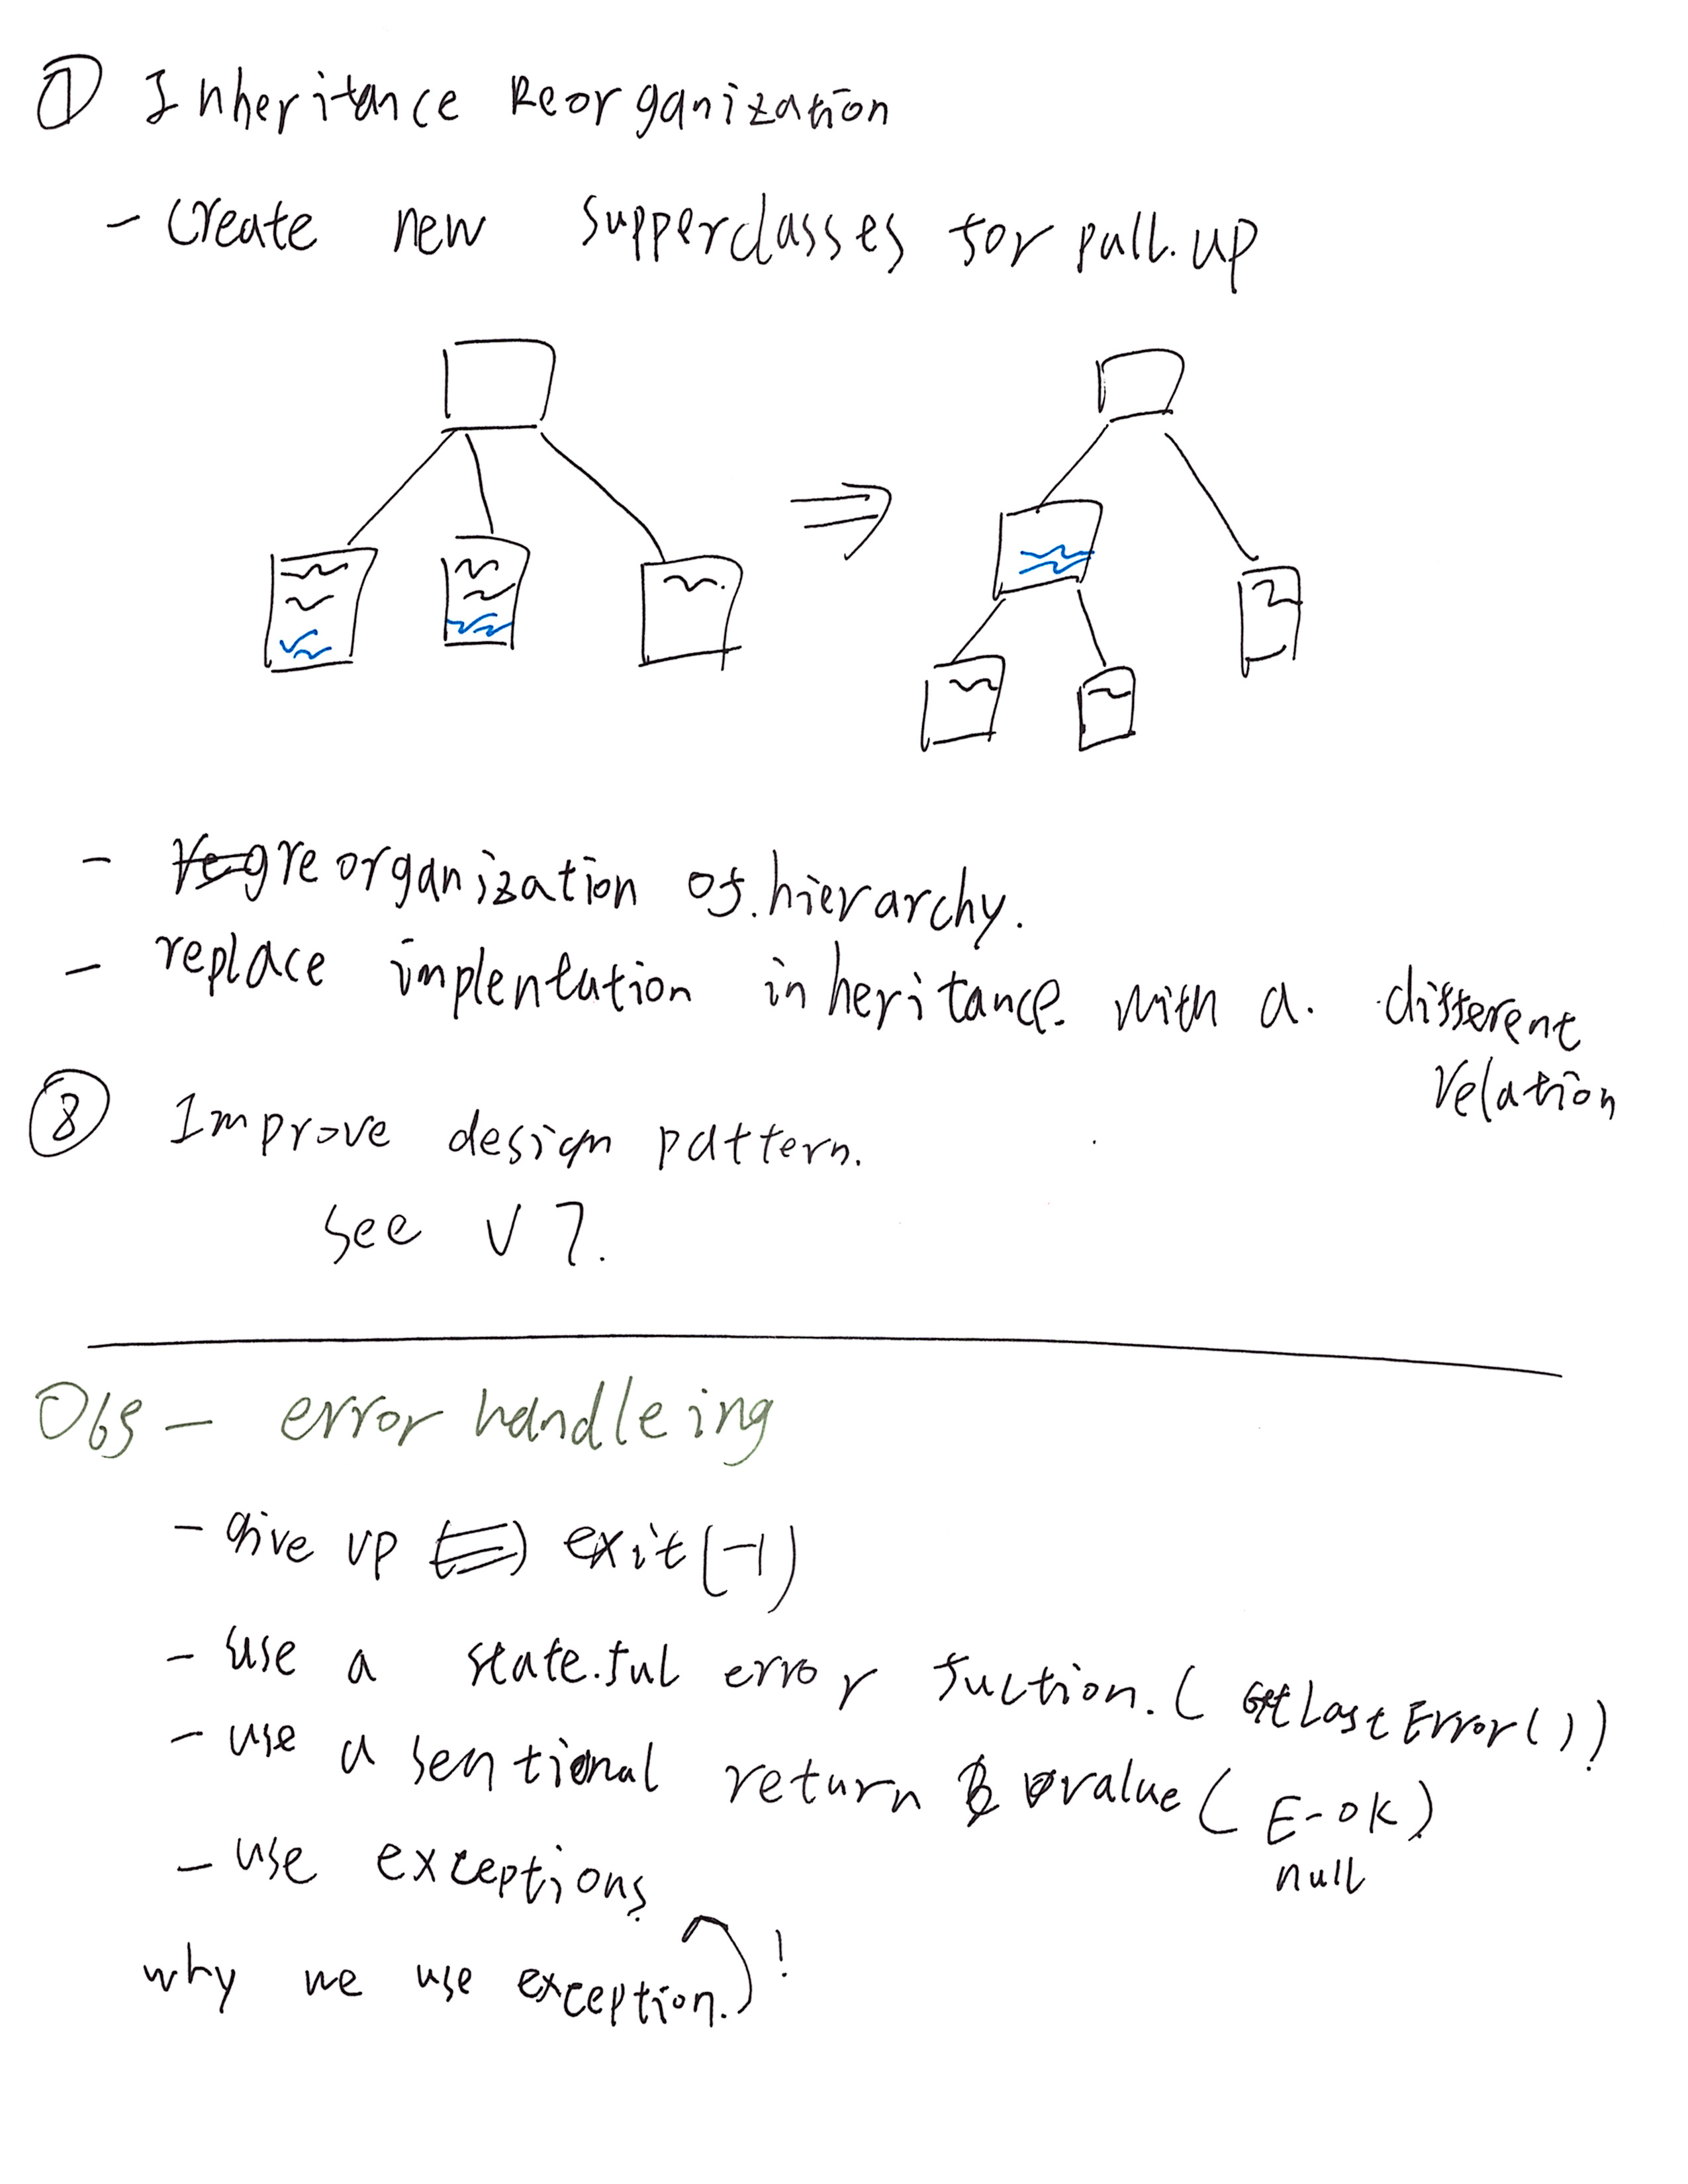 ⑦ Inheritance Reorganization
- create new supperclasses for pull.up
- reorganization of.hierarchy.
- replace implentation inheritance. with a. different
relation
⑧ Improve design pattern.
see V7.
Obs - error handleing
- give up exit(-1)
- use a state.ful error fuction. (GetLastError())
- use a sentional return value (E-OK)
null
- use exceptions
why we use exception.)!